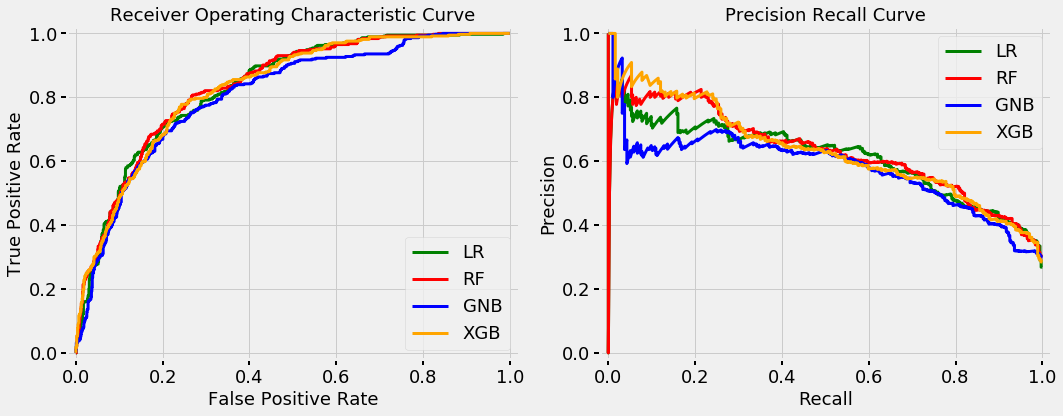 Receiver Operating Characteristic Curve
1.0
0.8
0.6
0.4
0.2
0.0
True Positive Rate
LR
RF
GNB
XGB
0.0 0.2 0.4 0.6 0.8 1.0
False Positive Rate
Precision Recall Curve
1.0
0.8
0.6
0.4
0.2
0.0
Precision
LR
RF
GNB
XGB
0.0 0.2 0.4 0.6 0.8 1.0
Recall